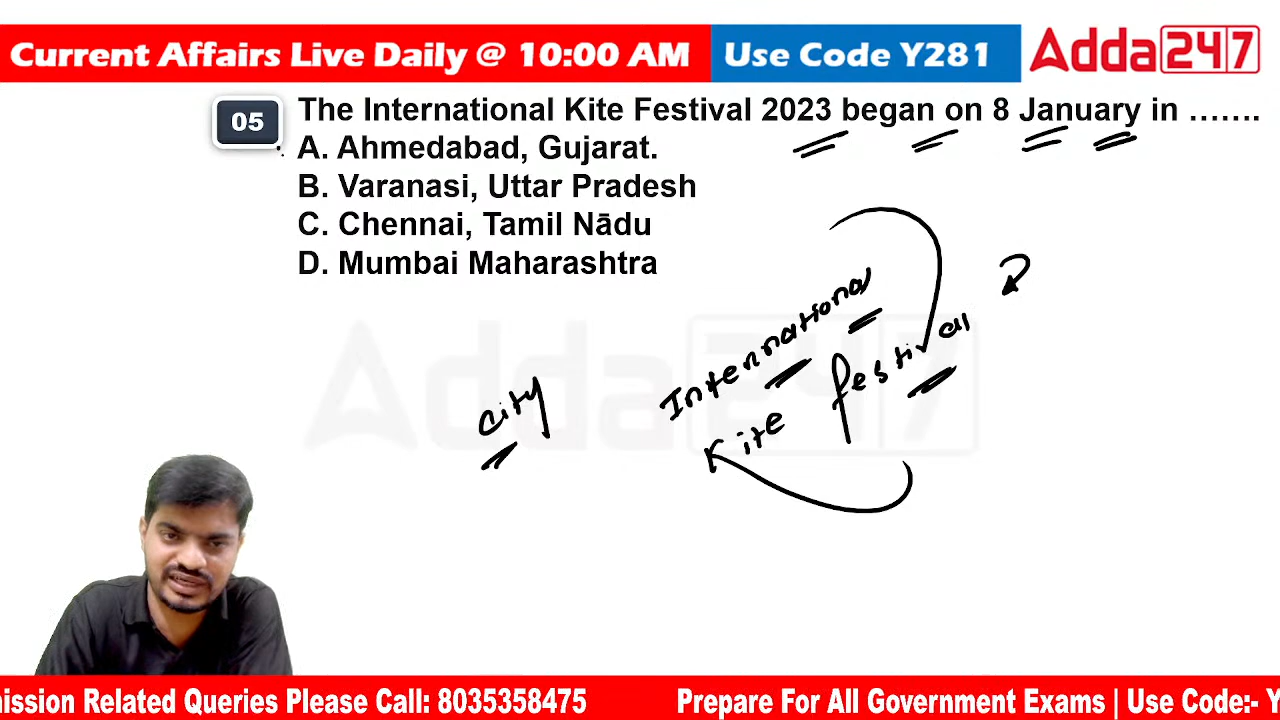 Current Affairs Live Daily @ 10:00 AM
Use Code Y281
Adda247
05
The International Kite Festival 2023 began on 8 January in …….
A. Ahmedabad, Gujarat.
B. Varanasi, Uttar Pradesh
C. Chennai, Tamil Nādu
D. Mumbai Maharashtra
Adda247
International
Kite festival
city
nission Related Queries Please Call: 8035358475
Prepare For All Government Exams | Use Code:- Y